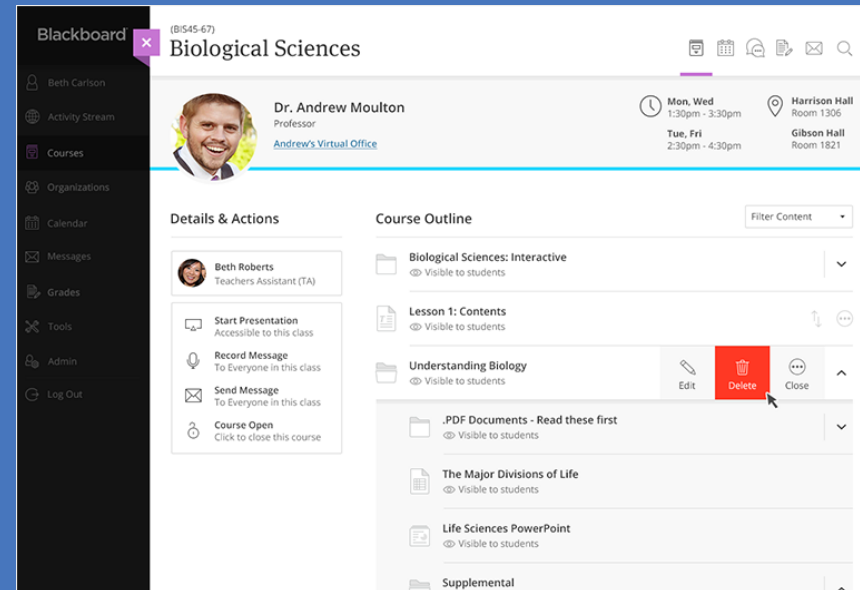 Blackboard
Beth Carlson
Activity Stream
Courses
Organizations
Calendar
Messages
Grades
Tools
Admin
Log Out
(BIS45-67)
Biological Sciences
Dr. Andrew Moulton
Professor
Andrew's Virtual Office
Mon, Wed
1:30pm - 3:30pm
Tue, Fri
2:30pm - 4:30pm
Harrison Hall
Room 1306
Gibson Hall
Room 1821
Details & Actions
Beth Roberts
Teachers Assistant (TA)
Start Presentation
Accessible to this class
Record Message
To Everyone in this class
Send Message
To Everyone in this class
Course Open
Click to close this course
Course Outline
Filter Content
Biological Sciences: Interactive
Visible to students
Lesson 1: Contents
Visible to students
Understanding Biology
Visible to students
Edit
Delete
Close
.PDF Documents - Read these first
Visible to students
The Major Divisions of Life
Visible to students
Life Sciences PowerPoint
Visible to students
Supplemental